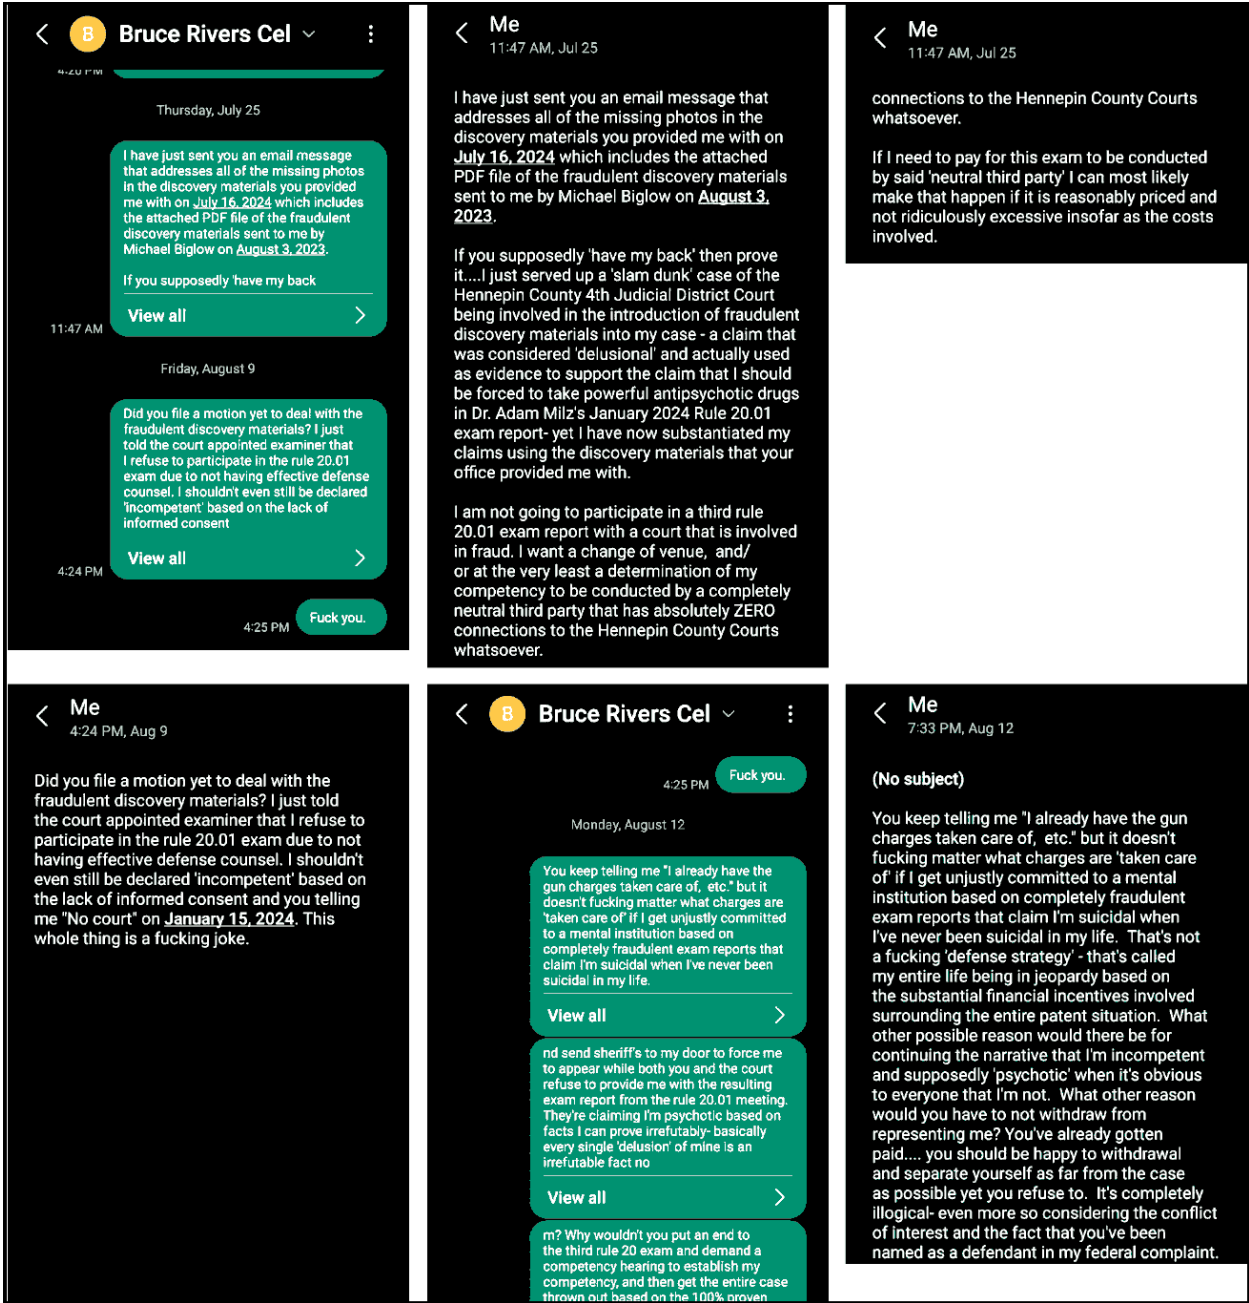 Bruce Rivers Cel
B
4:20 PM
Thursday, July 25
I have just sent you an email message
that addresses all of the missing photos
in the discovery materials you provided
me with on July 16, 2024 which includes
the attached PDF file of the fraudulent
discovery materials sent to me by
Michael Biglow on August 3, 2023.
If you supposedly 'have my back
View all
11:47 AM
Friday, August 9
Did you file a motion yet to deal with the
fraudulent discovery materials? I just
told the court appointed examiner that
I refuse to participate in the rule 20.01
exam due to not having effective defense
counsel. I shouldn't even still be declared
'incompetent' based on the lack of
informed consent
View all
4:24 PM
Fuck you.
4:25 PM
Me
11:47 AM, Jul 25
I have just sent you an email message that
addresses all of the missing photos in the
discovery materials you provided me with on
July 16, 2024 which includes the attached
PDF file of the fraudulent discovery materials
sent to me by Michael Biglow on August 3,
2023.
If you supposedly 'have my back' then prove
it....I just served up a 'slam dunk' case of the
Hennepin County 4th Judicial District Court
being involved in the introduction of fraudulent
discovery materials into my case - a claim that
was considered 'delusional' and actually used
as evidence to support the claim that I should
be forced to take powerful antipsychotic drugs
in Dr. Adam Milz's January 2024 Rule 20.01
exam report- yet I have now substantiated my
claims using the discovery materials that your
office provided me with.
I am not going to participate in a third rule
20.01 exam report with a court that is involved
in fraud. I want a change of venue, and/
or at the very least a determination of my
competency to be conducted by a completely
neutral third party that has absolutely ZERO
connections to the Hennepin County Courts
whatsoever.
Me
11:47 AM, Jul 25
connections to the Hennepin County Courts
whatsoever.
If I need to pay for this exam to be conducted
by said 'neutral third party' I can most likely
make that happen if it is reasonably priced and
not ridiculously excessive insofar as the costs
involved.
Me
4:24 PM, Aug 9
Did you file a motion yet to deal with the
fraudulent discovery materials? I just told
the court appointed examiner that I refuse to
participate in the rule 20.01 exam due to not
having effective defense counsel. I shouldn't
even still be declared 'incompetent' based on
the lack of informed consent and you telling
me "No court" on January 15, 2024. This
whole thing is a fucking joke.
Bruce Rivers Cel
B
Fuck you.
4:25 PM
Monday, August 12
You keep telling me "I already have the
gun charges taken care of, etc." but it
doesn't fucking matter what charges are
'taken care of' if I get unjustly committed
to a mental institution based on
completely fraudulent exam reports that
claim I'm suicidal when I've never been
suicidal in my life.
View all
nd send sheriff's to my door to force me
to appear while both you and the court
refuse to provide me with the resulting
exam report from the rule 20.01 meeting.
They're claiming I'm psychotic based on
facts I can prove irrefutably- basically
every single 'delusion' of mine is an
irrefutable fact no
View all
m? Why wouldn't you put an end to
the third rule 20 exam and demand a
competency hearing to establish my
competency, and then get the entire case
thrown out based on the 100% proven
Me
7:33 PM, Aug 12
(No subject)
You keep telling me "I already have the gun
charges taken care of, etc." but it doesn't
fucking matter what charges are 'taken care
of' if I get unjustly committed to a mental
institution based on completely fraudulent
exam reports that claim I'm suicidal when
I've never been suicidal in my life. That's not
a fucking 'defense strategy' - that's called
my entire life being in jeopardy based on
the substantial financial incentives involved
surrounding the entire patent situation. What
other possible reason would there be for
continuing the narrative that I'm incompetent
and supposedly 'psychotic' when it's obvious
to everyone that I'm not. What other reason
would you have to not withdraw from
representing me? You've already gotten
paid.... you should be happy to withdrawal
and separate yourself as far from the case
as possible yet you refuse to. It's completely
illogical- even more so considering the conflict
of interest and the fact that you've been
named as a defendant in my federal complaint.